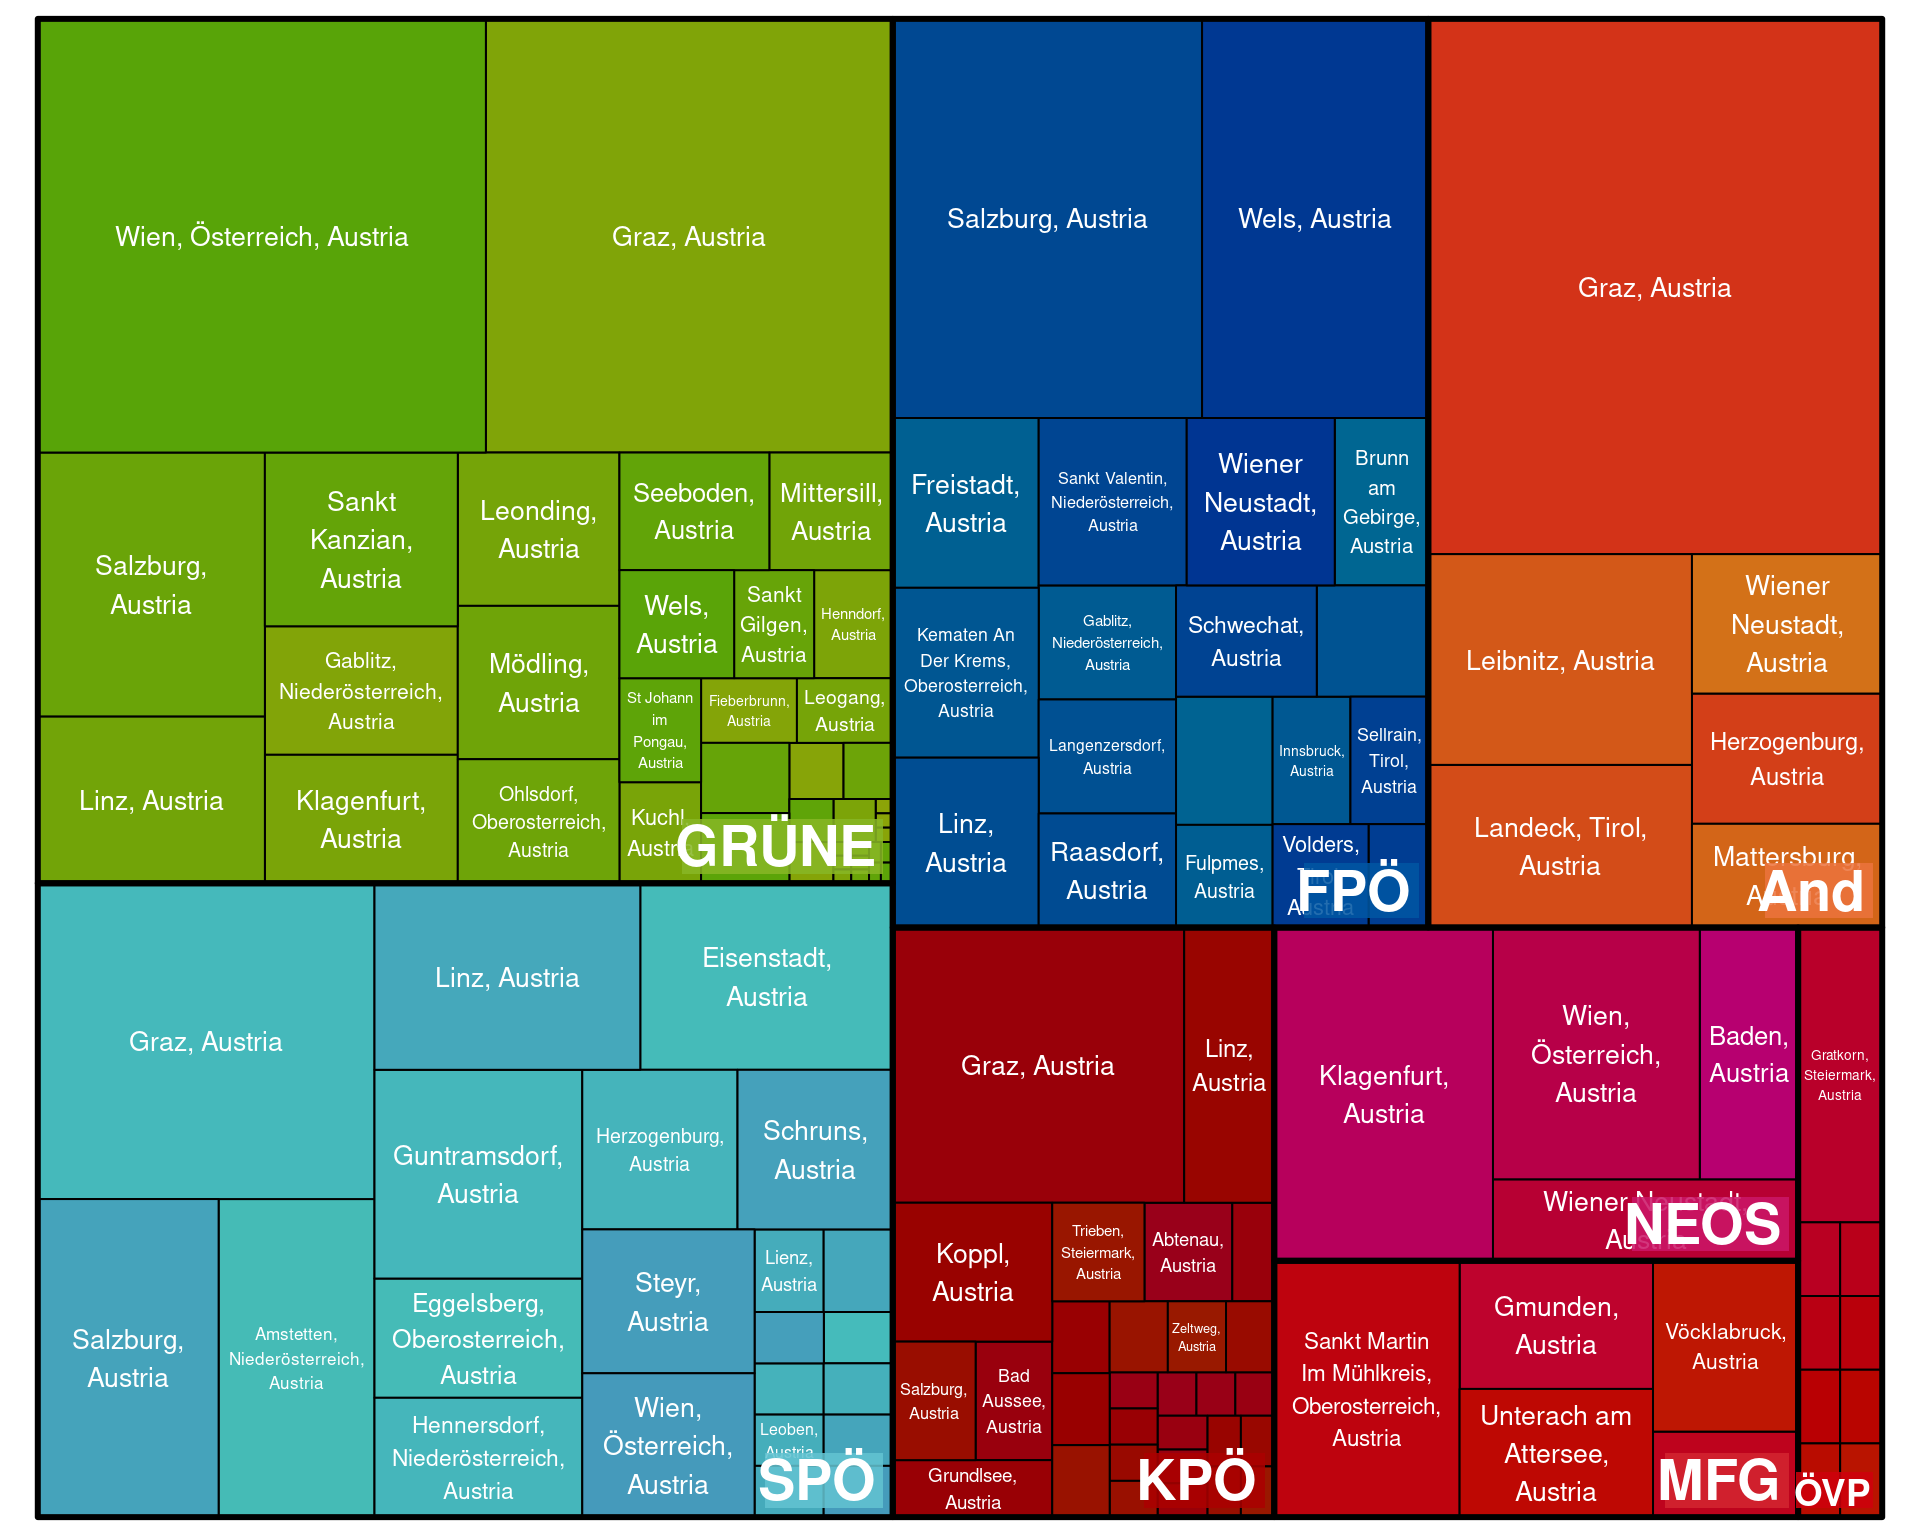 Wien, Österreich, Austria
Graz, Austria
Salzburg,
Austria
Sankt
Kanzian,
Austria
Leonding,
Austria
Seeboden,
Austria
Mittersill,
Austria
Wels,
Austria
Sankt
Gilgen,
Austria
Henndorf,
Austria
Mödling,
Austria
Gablitz,
Niederösterreich,
Austria
St Johann
im
Pongau,
Austria
Fieberbrunn,
Austria
Leogang,
Austria
Linz, Austria
Klagenfurt,
Austria
Ohlsdorf,
Oberosterreich,
Austria
Kuchl,
Austria
GRÜNE
Salzburg, Austria
Wels, Austria
Freistadt,
Austria
Sankt Valentin,
Niederösterreich,
Austria
Wiener
Neustadt,
Austria
Brunn
am
Gebirge,
Austria
Kematen An
Der Krems,
Oberosterreich,
Austria
Gablitz,
Niederösterreich,
Austria
Schwechat,
Austria
Langenzersdorf,
Austria
Innsbruck,
Austria
Sellrain,
Tirol,
Austria
Linz,
Austria
Raasdorf,
Austria
Fulpmes,
Austria
Volders,
Tirol,
Austria
FPÖ
Graz, Austria
Leibnitz, Austria
Wiener
Neustadt,
Austria
Herzogenburg,
Austria
Landeck, Tirol,
Austria
Mattersburg,
Austria
And
Graz, Austria
Linz, Austria
Eisenstadt,
Austria
Guntramsdorf,
Austria
Herzogenburg,
Austria
Schruns,
Austria
Salzburg,
Austria
Amstetten,
Niederösterreich,
Austria
Eggelsberg,
Oberosterreich,
Austria
Hennersdorf,
Niederösterreich,
Austria
Steyr,
Austria
Wien,
Österreich,
Austria
Lienz,
Austria
Leoben,
Austria
SPÖ
Graz, Austria
Linz,
Austria
Koppl,
Austria
Trieben,
Steiermark,
Austria
Abtenau,
Austria
Zeltweg,
Austria
Salzburg,
Austria
Bad
Aussee,
Austria
Grundlsee,
Austria
KPÖ
Klagenfurt,
Austria
Wien,
Österreich,
Austria
Baden,
Austria
Wiener Neustadt,
Austria
NEOS
Sankt Martin
Im Mühlkreis,
Oberosterreich,
Austria
Gmunden,
Austria
Vöcklabruck,
Austria
Unterach am
Attersee,
Austria
MFG
Gratkorn,
Steiermark,
Austria
ÖVP